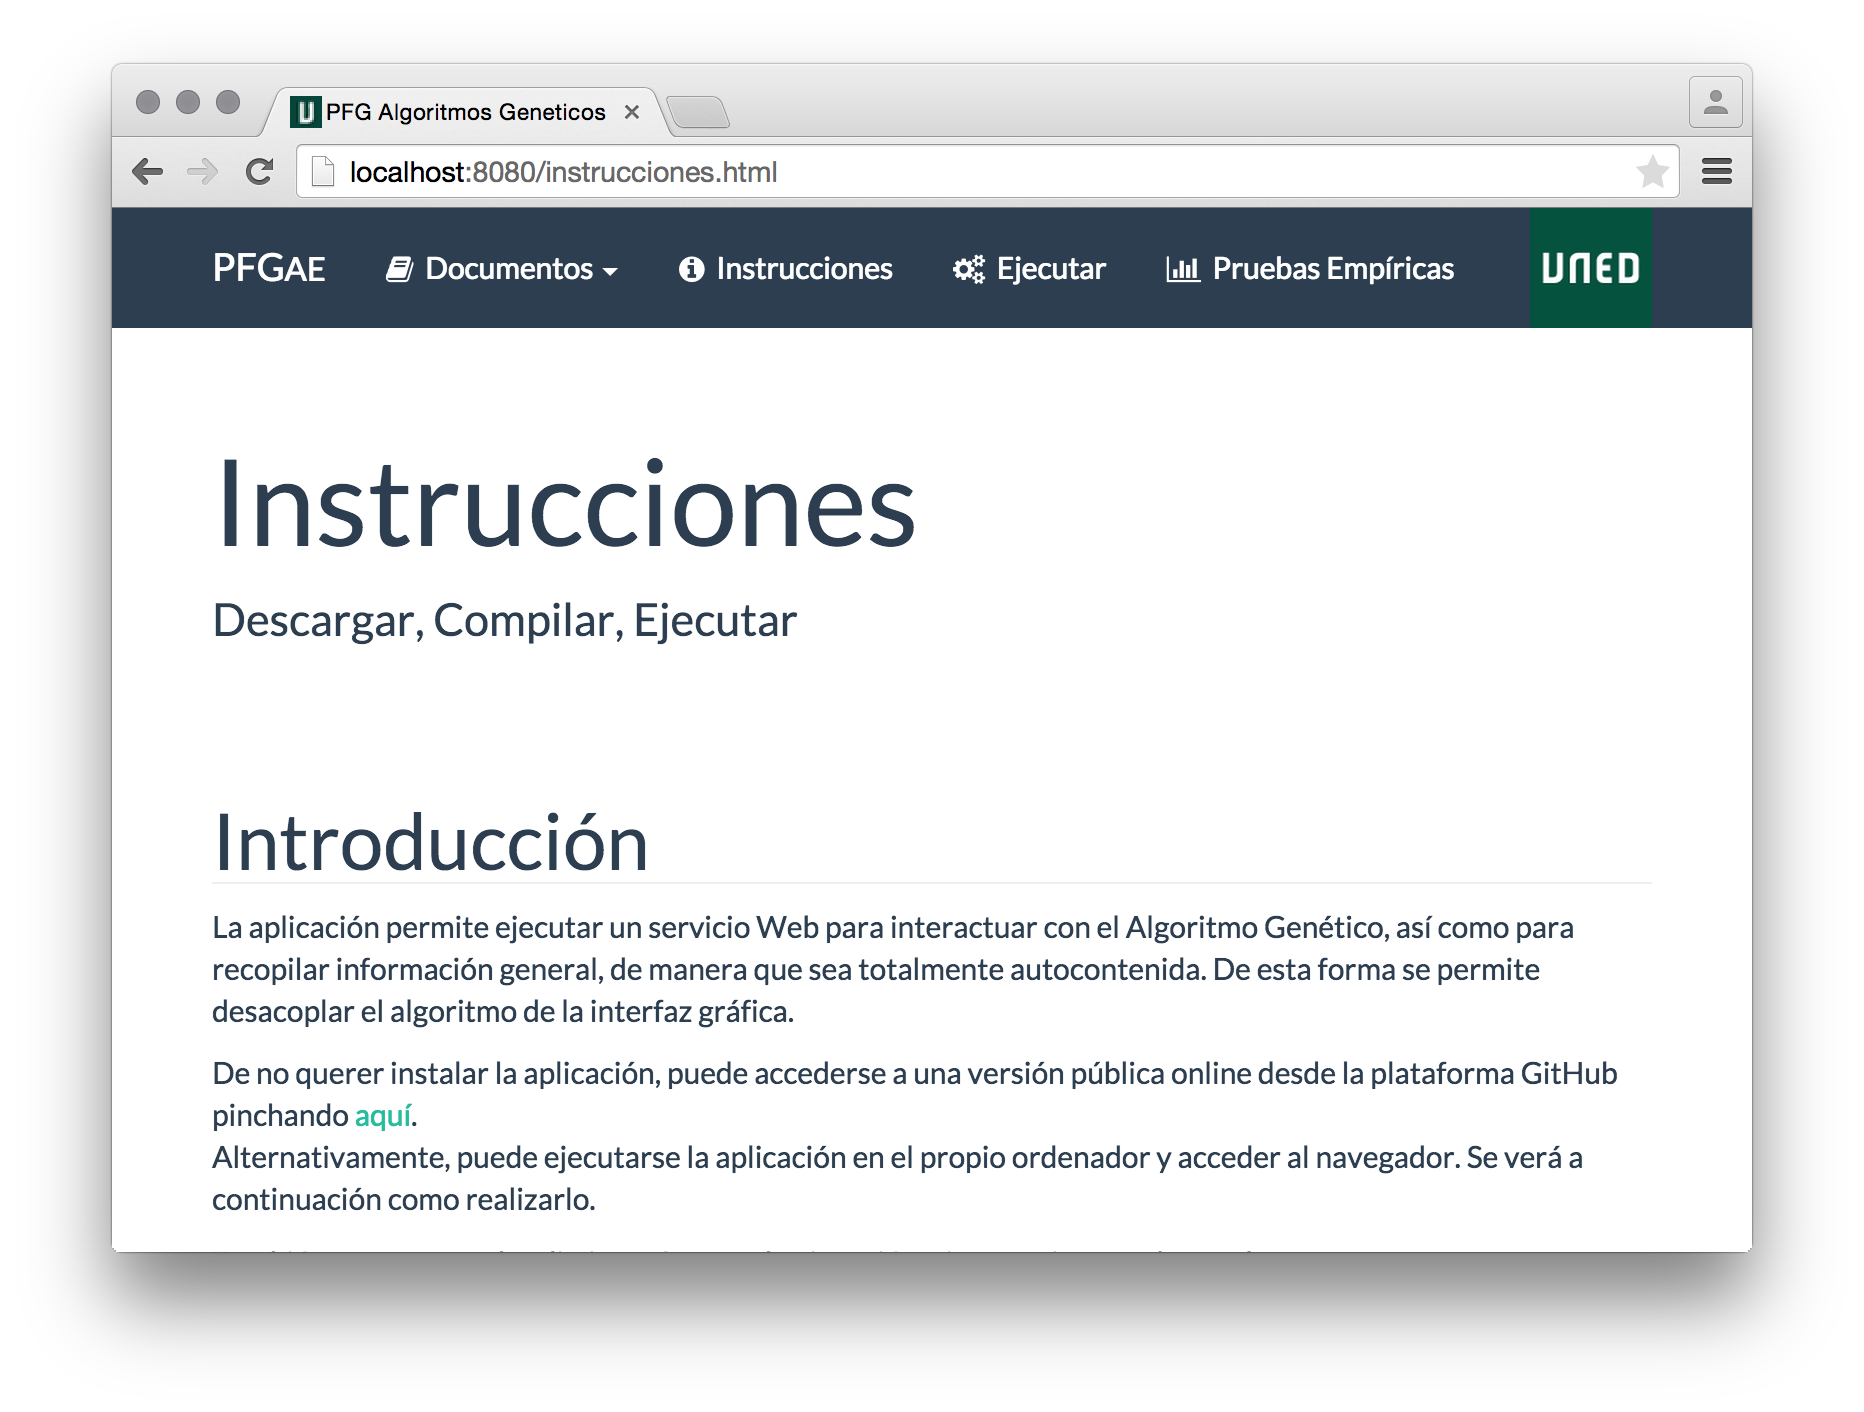 PFG Algoritmos Geneticos
localhost:8080/instrucciones.html
PFGAE Documentos Instrucciones Ejecutar Pruebas Empíricas UNED
Instrucciones
Descargar, Compilar, Ejecutar
Introducción
La aplicación permite ejecutar un servicio Web para interactuar con el Algoritmo Genético, así como para
recopilar información general, de manera que sea totalmente autocontenida. De esta forma se permite
desacoplar el algoritmo de la interfaz gráfica.
De no querer instalar la aplicación, puede accederse a una versión pública online desde la plataforma GitHub
pinchando aquí.
Alternativamente, puede ejecutarse la aplicación en el propio ordenador y acceder al navegador. Se verá a
continuación como realizarlo.